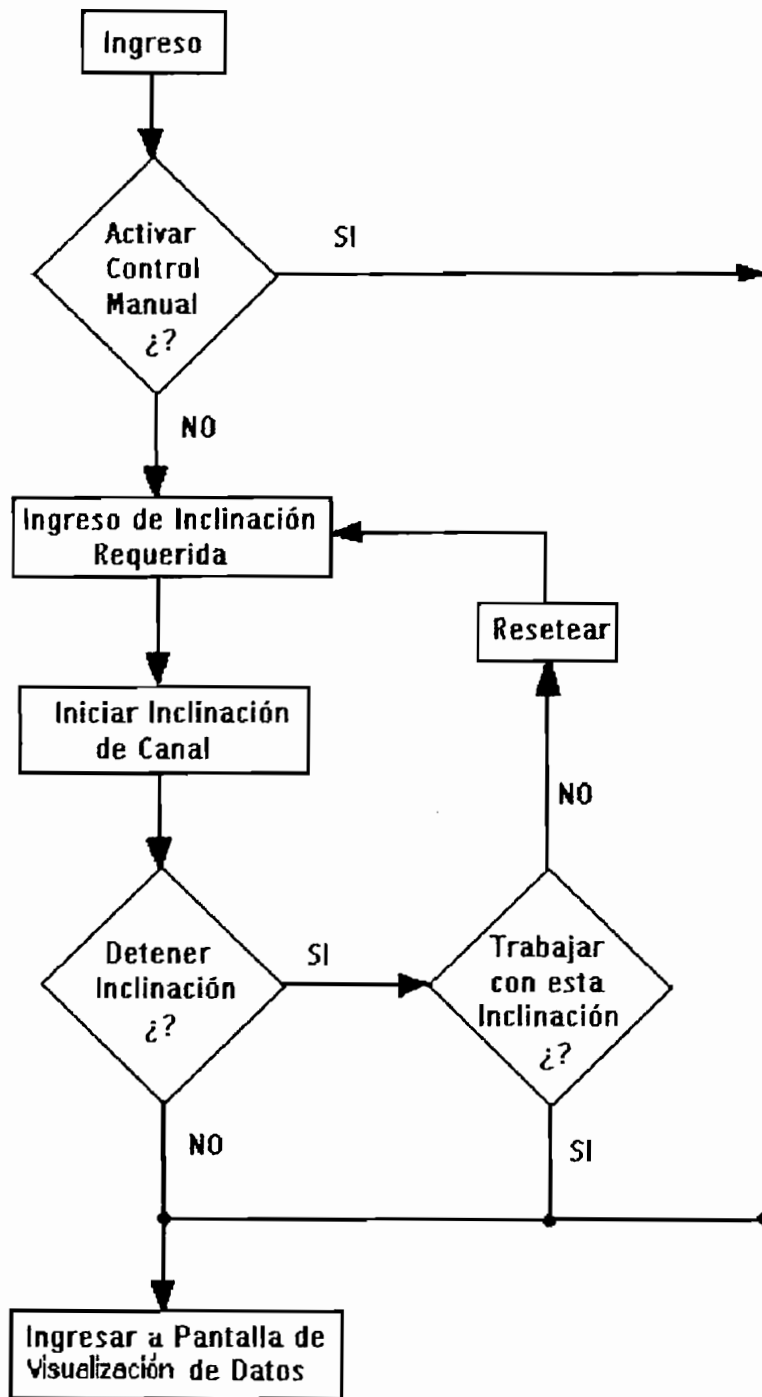 Ingreso
Activar
Control
Manual
¿?
SI
NO
Ingreso de Inclinación
Requerida
Resetear
Iniciar Inclinación
de Canal
NO
Detener
Inclinación
¿?
SI
Trabajar
con esta
Inclinación
¿?
NO
SI
Ingresar a Pantalla de
Visualización de Datos